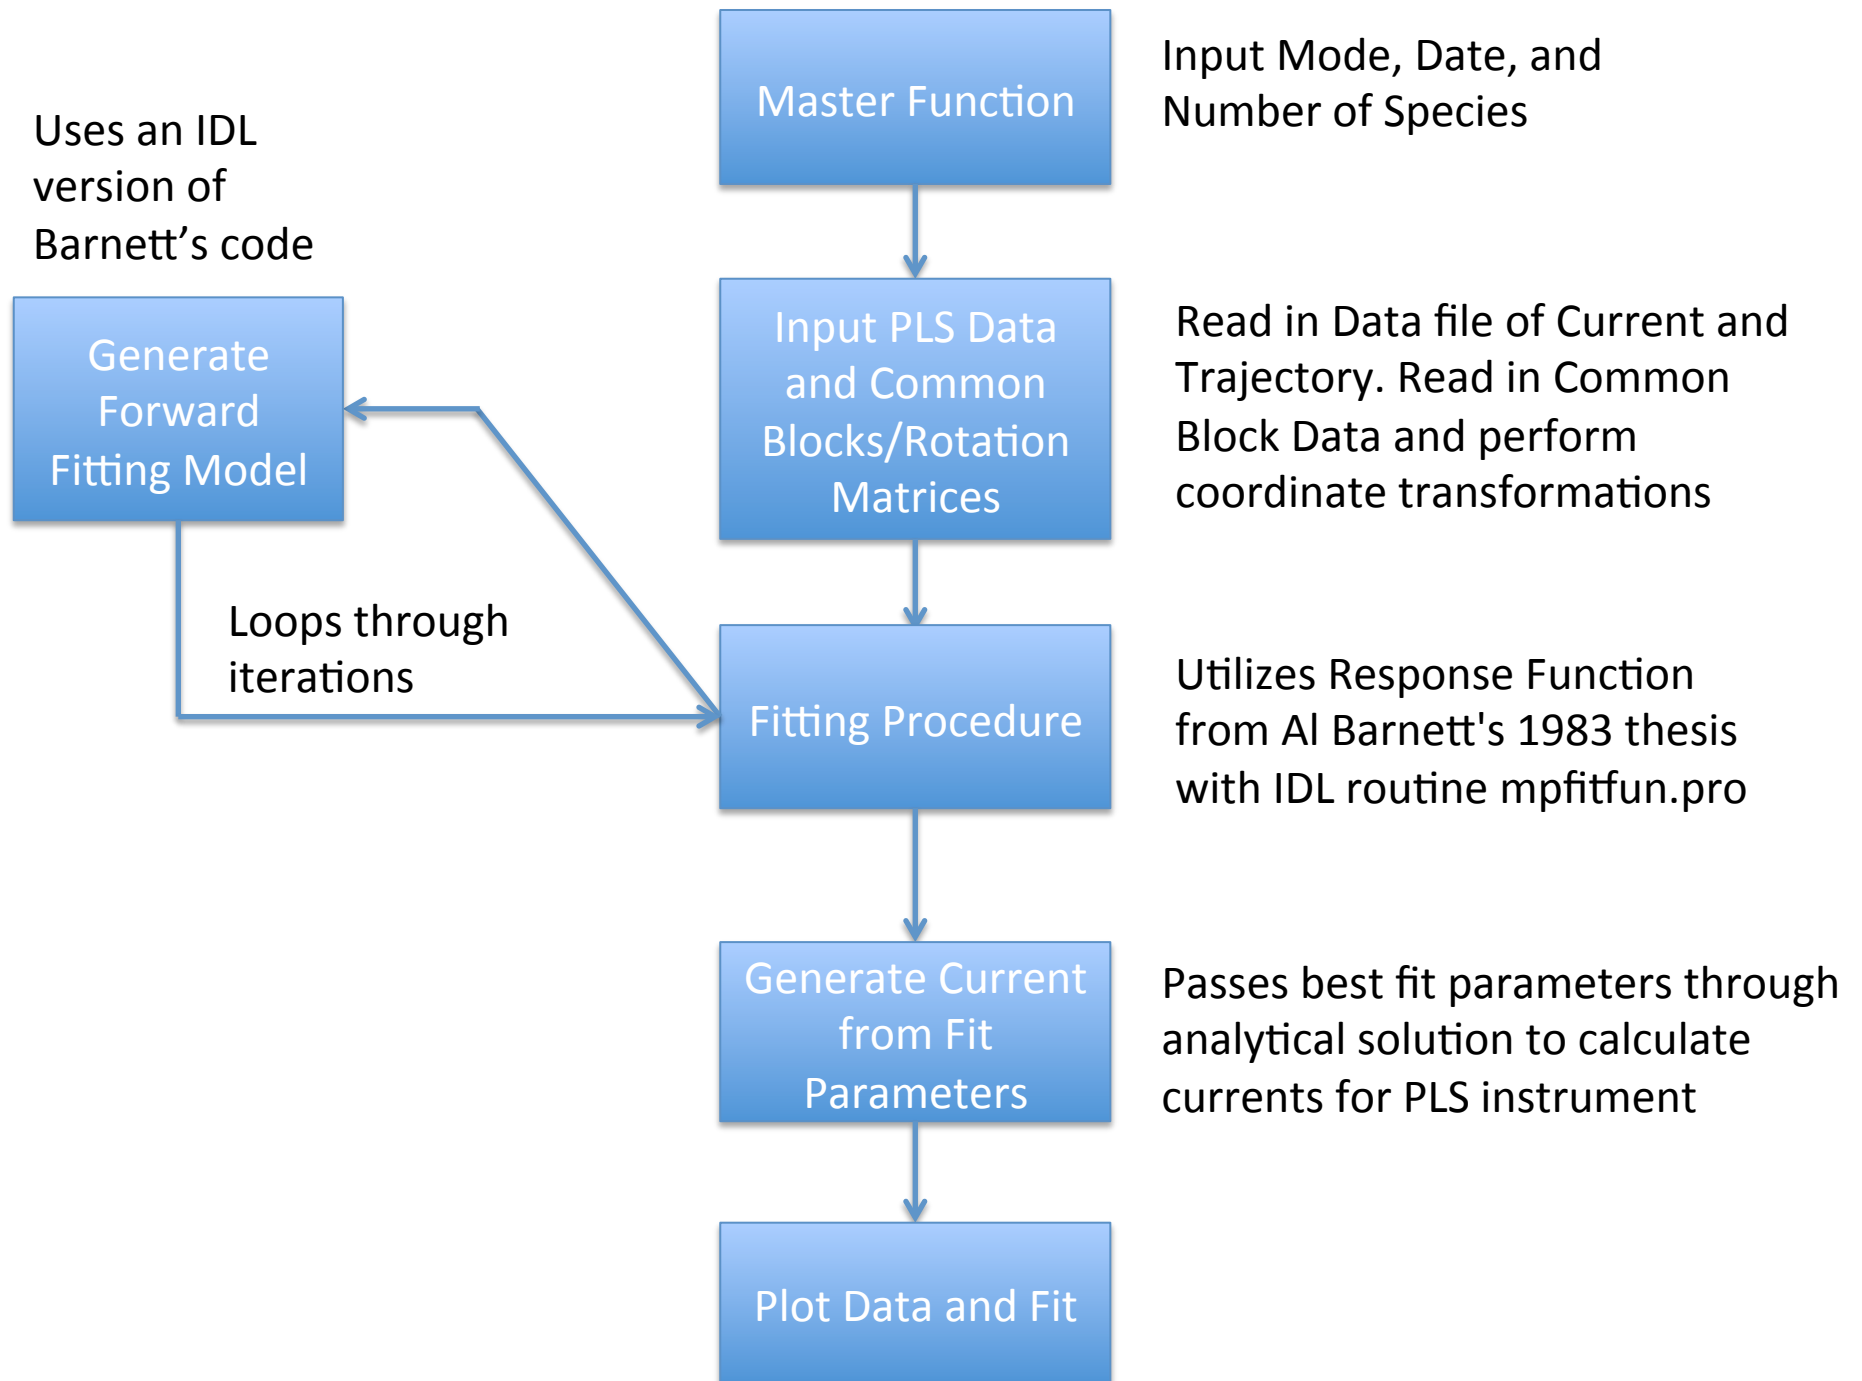 Master Function
Input Mode, Date, and
Number of Species
Uses an IDL
version of
Barnett’s code
Generate
Forward
Fitting Model
Input PLS Data
and Common
Blocks/Rotation
Matrices
Read in Data file of Current and
Trajectory. Read in Common
Block Data and perform
coordinate transformations
Loops through
iterations
Fitting Procedure
Utilizes Response Function
from Al Barnett's 1983 thesis
with IDL routine mpfitfun.pro
Generate Current
from Fit
Parameters
Passes best fit parameters through
analytical solution to calculate
currents for PLS instrument
Plot Data and Fit